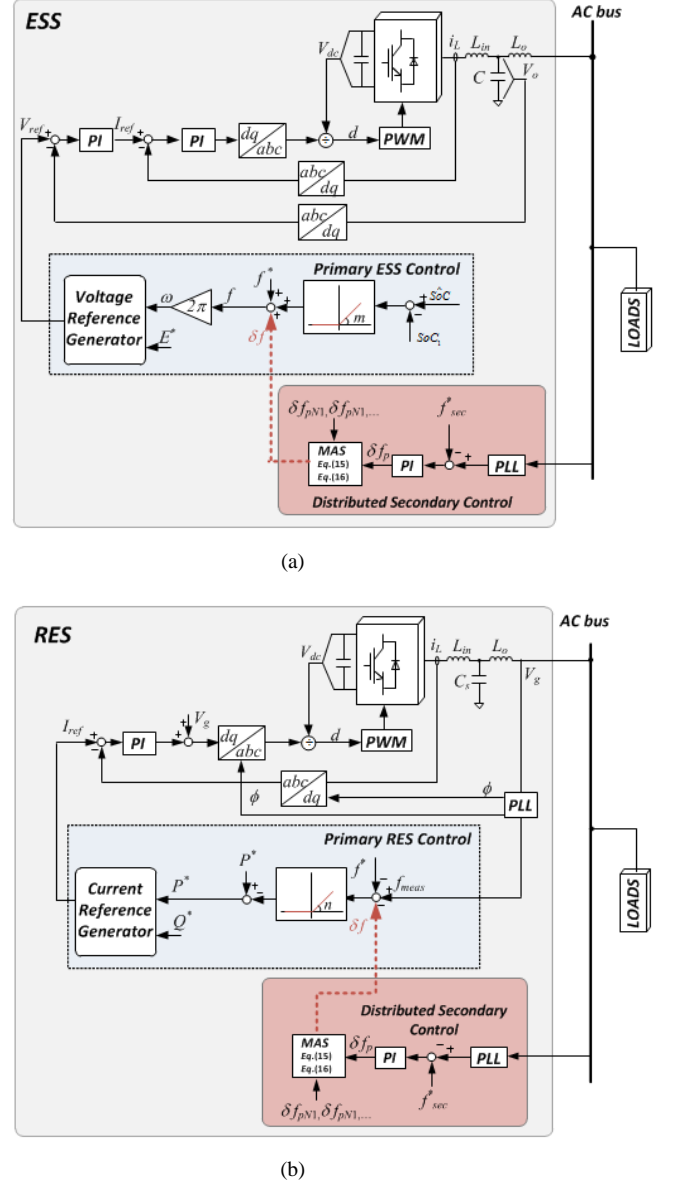 ESS
AC bus
V_dc
i_L L_in L_o
C
V_o
V_ref + − PI I_ref + − PI dq abc ÷ d PWM
abc dq
abc dq
Primary ESS Control
Voltage Reference Generator
ω 2π f f* + + +
m
+ SôC
− SoC_i
E*
δf
LOADS
δf_pN1, δf_pN1,...
f*_sec
MAS
Eq.(15)
Eq.(16)
δf_p PI − + PLL
Distributed Secondary Control
(a)
RES
AC bus
V_dc
i_L L_in L_o
C_s
V_g
I_ref + − PI + + V_g dq abc ÷ d PWM
abc dq
ϕ
ϕ
PLL
Primary RES Control
Current Reference Generator
P* P* + −
n
f* − + − f_meas
Q*
δf
LOADS
Distributed Secondary Control
MAS
Eq.(15)
Eq.(16)
δf_p PI − + PLL
f*_sec
δf_pN1, δf_pN1,...
(b)